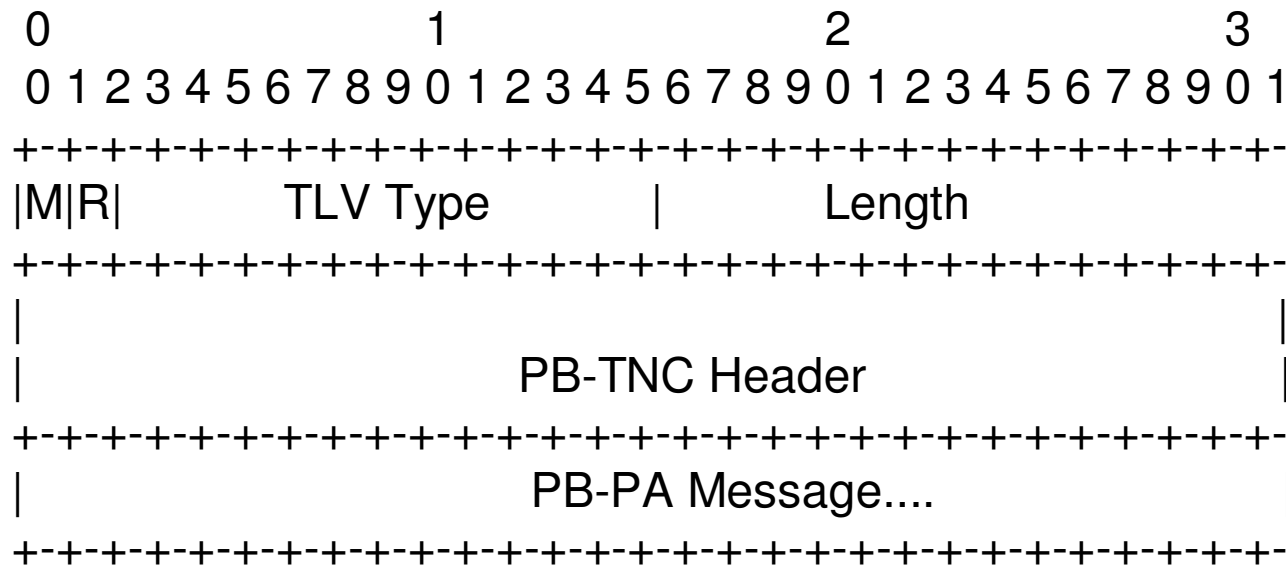 0 1 2 3
0 1 2 3 4 5 6 7 8 9 0 1 2 3 4 5 6 7 8 9 0 1 2 3 4 5 6 7 8 9 0 1
+-+-+-+-+-+-+-+-+-+-+-+-+-+-+-+-+-+-+-+-+-+-+-+-+-+-+-+-+-
|M|R| TLV Type | Length
+-+-+-+-+-+-+-+-+-+-+-+-+-+-+-+-+-+-+-+-+-+-+-+-+-+-+-+-+-
| |
| PB-TNC Header |
+-+-+-+-+-+-+-+-+-+-+-+-+-+-+-+-+-+-+-+-+-+-+-+-+-+-+-+-+-
| PB-PA Message....
+-+-+-+-+-+-+-+-+-+-+-+-+-+-+-+-+-+-+-+-+-+-+-+-+-+-+-+-+-